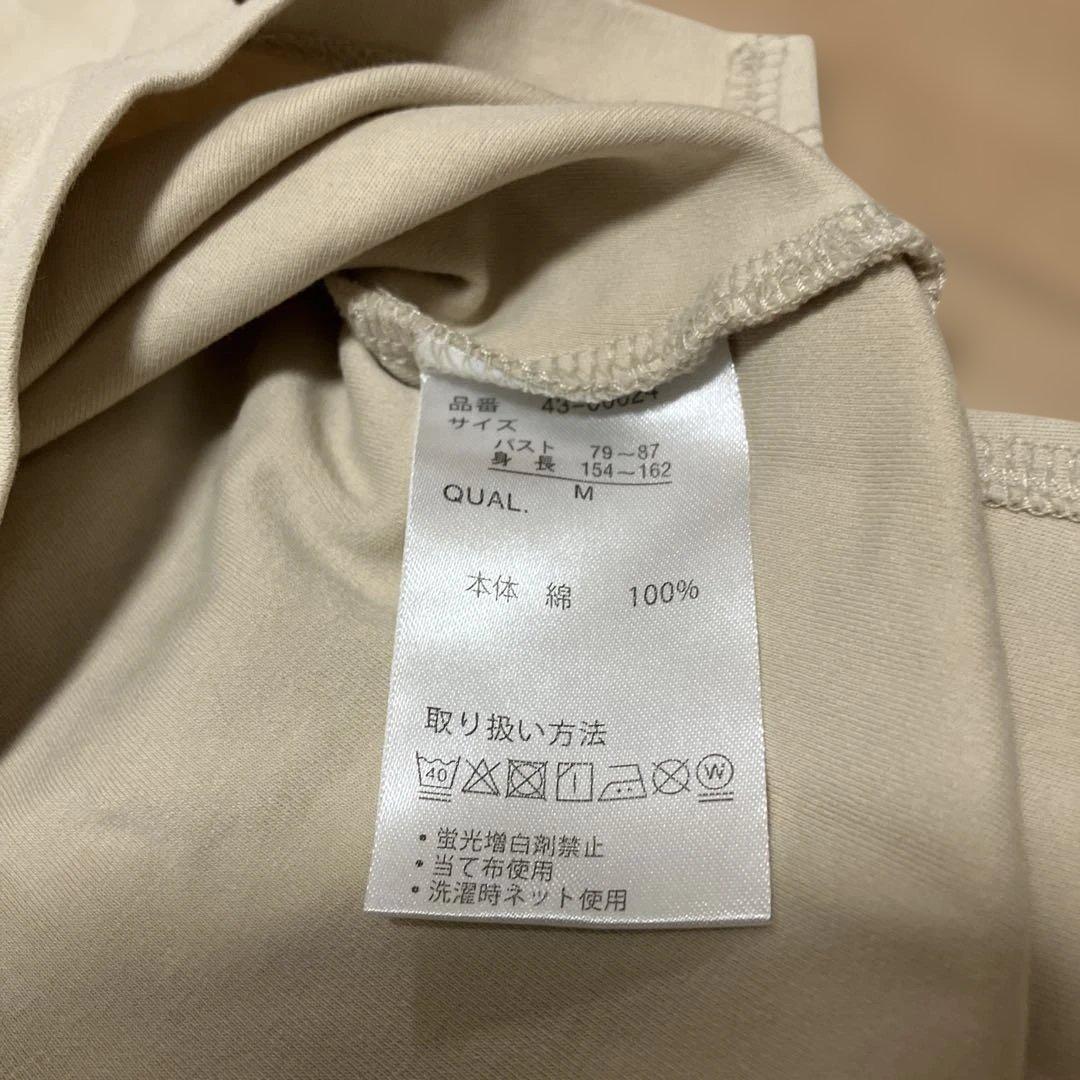 品番
サイズ
バスト 79～87
身長 154～162
M
QUAL.
本体 綿 100%
取り扱い方法
40 W
・蛍光増白剤禁止
・当て布使用
・洗濯時ネット使用